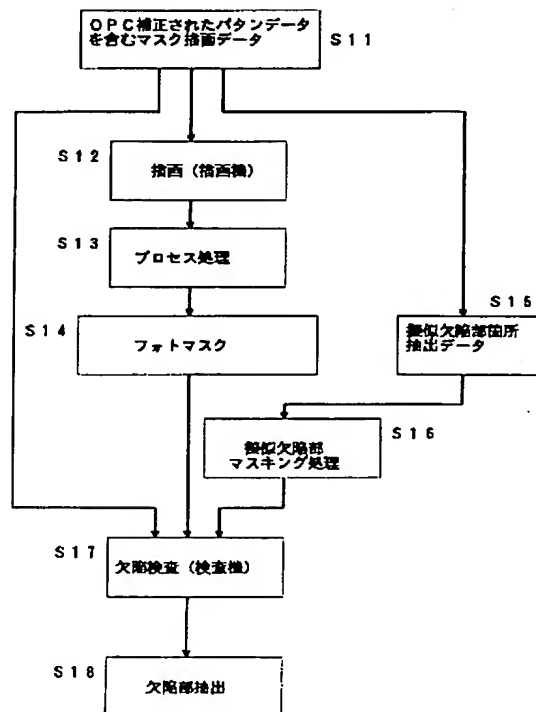 OPC補正されたパタンデータ
を含むマスク描画データ
S11
S12
描画(描画機)
S13
プロセス処理
S14
フォトマスク
S15
擬似欠陥部箇所
抽出データ
S16
擬似欠陥部
マスキング処理
S17
欠陥検査(検査機)
S18
欠陥部抽出